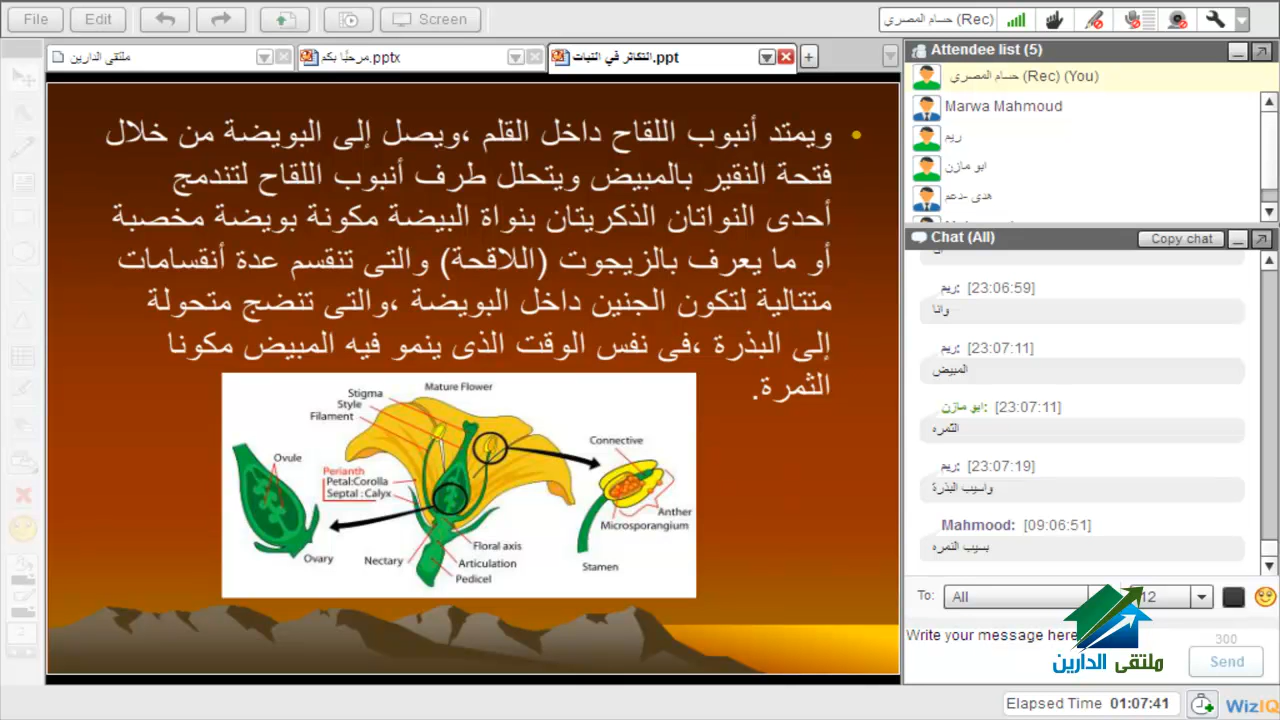 File
Edit
Screen
حسام المصري (Rec)
ملتقى الدارين
مرحبًا بكم.pptx
التكاثر في النبات.ppt
Attendee list (5)
حسام المصري (Rec) (You)
Marwa Mahmoud
ريم
ابو مازن
هدى -دعم
Chat (All)
Copy chat
ريم: [23:06:59]
وانا
ريم: [23:07:11]
المبيض
ابو مازن: [23:07:11]
الثمره
ريم: [23:07:19]
واسيب البذرة
Mahmood: [09:06:51]
بسيب الثمره
To: All
12
Write your message here
300
Send
ملتقى الدارين
Elapsed Time 01:07:41
WizIQ
• ويمتد أنبوب اللقاح داخل القلم ،ويصل إلى البويضة من خلال
فتحة النقير بالمبيض ويتحلل طرف أنبوب اللقاح لتندمج
أحدى النواتان الذكريتان بنواة البيضة مكونة بويضة مخصبة
أو ما يعرف بالزيجوت (اللاقحة) والتى تنقسم عدة أنقسامات
متتالية لتكون الجنين داخل البويضة ،والتى تنضج متحولة
إلى البذرة ،فى نفس الوقت الذى ينمو فيه المبيض مكونا
الثمرة.
Mature Flower
Stigma
Style
Filament
Connective
Ovule
Perianth
Petal:Corolla
Septal :Calyx
Anther
Microsporangium
Floral axis
Ovary
Nectary
Articulation
Stamen
Pedicel